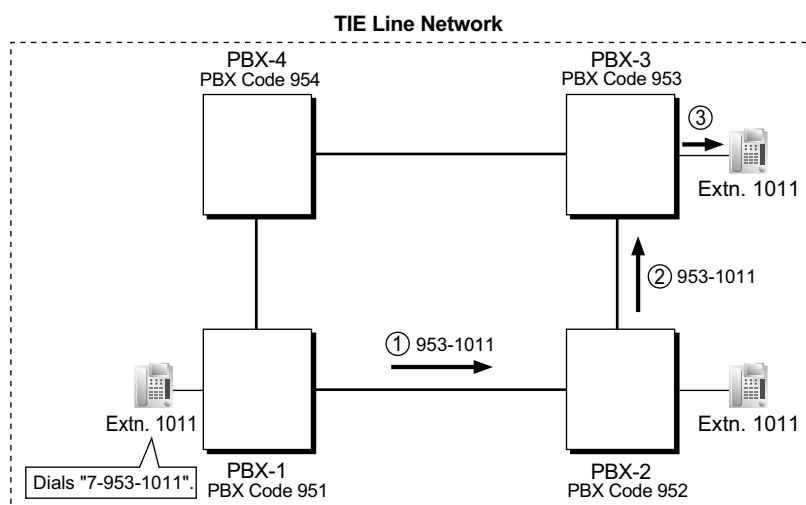 TIE Line Network
PBX-4
PBX Code 954
PBX-3
PBX Code 953
③
Extn. 1011
② 953-1011
① 953-1011
Extn. 1011
Dials "7-953-1011".
PBX-1
PBX Code 951
PBX-2
PBX Code 952
Extn. 1011